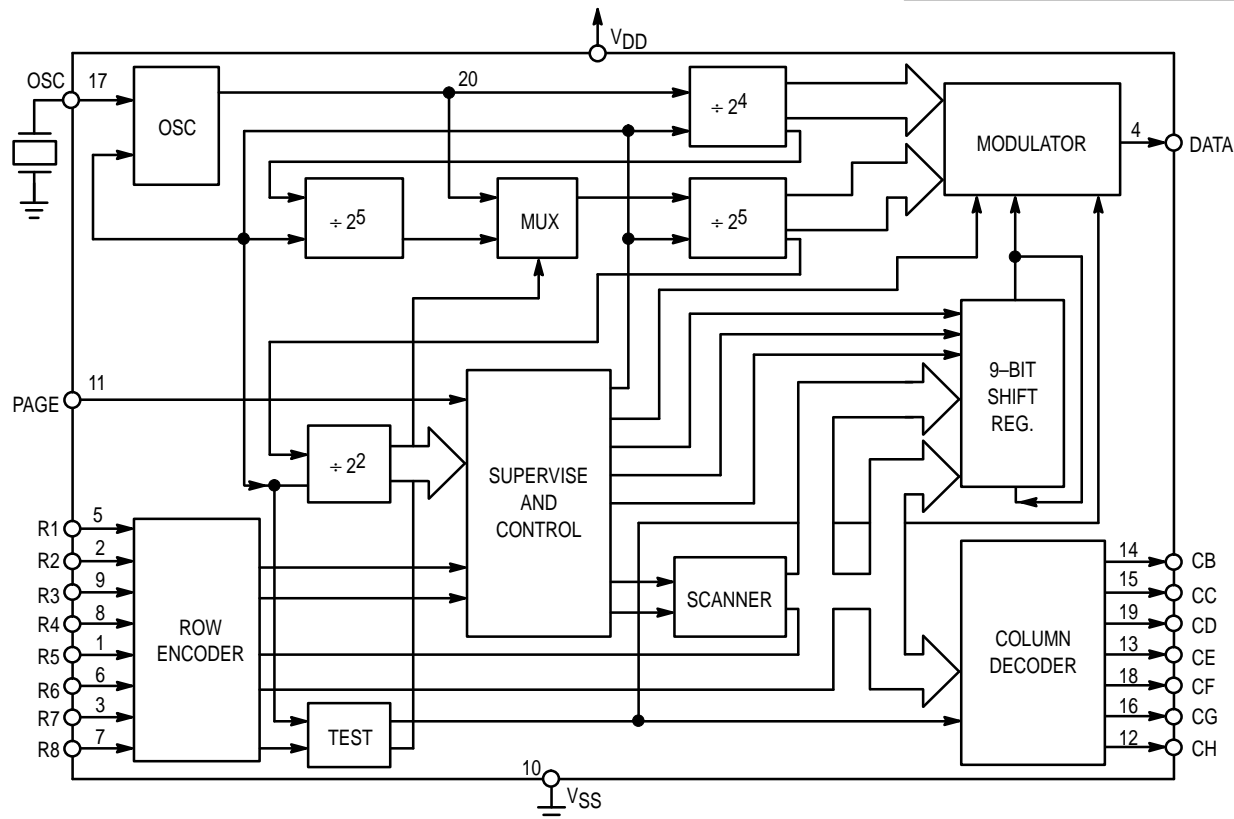 VDD
OSC 17
20
OSC
÷ 2⁴
MODULATOR
4 DATA
÷ 2⁵
MUX
÷ 2⁵
11
PAGE
9–BIT
SHIFT
REG.
÷ 2²
SUPERVISE
AND
CONTROL
R1 5
R2 2
R3 9
R4 8
R5 1
R6 6
R7 3
R8 7
ROW
ENCODER
SCANNER
TEST
COLUMN
DECODER
14 CB
15 CC
19 CD
13 CE
18 CF
16 CG
12 CH
10 VSS